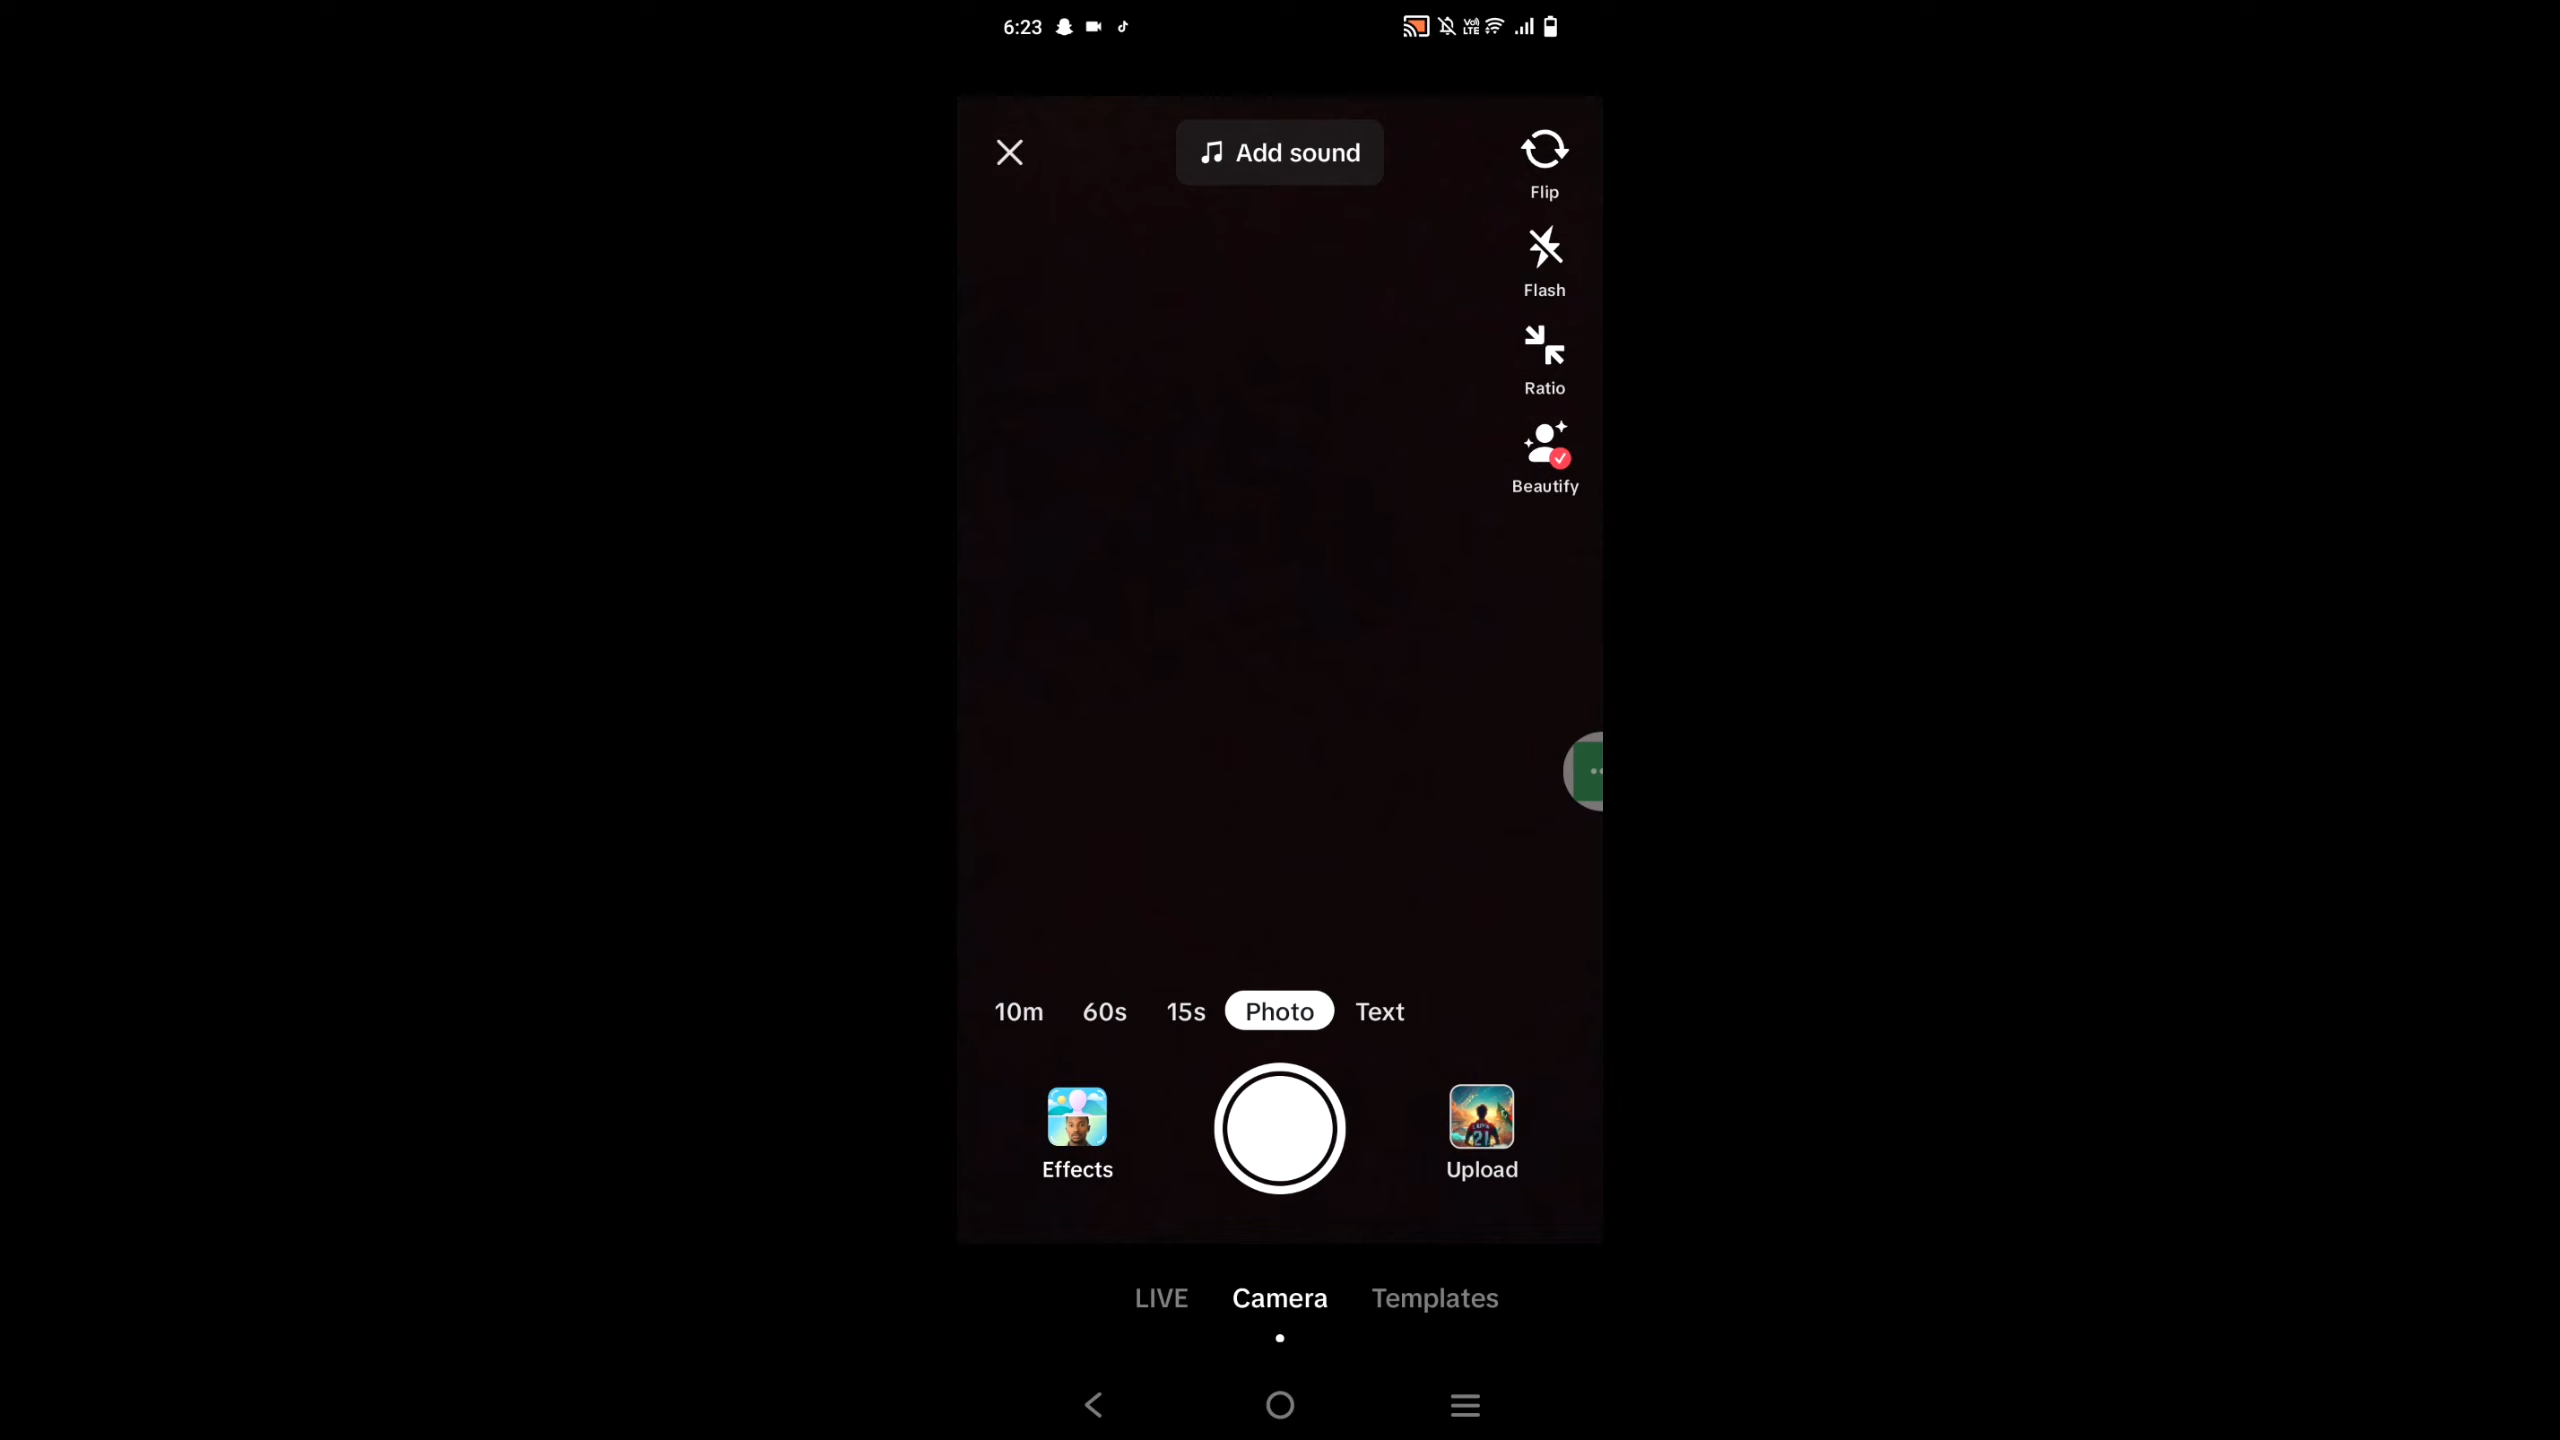 6:23
Add sound
Flip
Flash
Ratio
Beautify
10m 60s 15s Photo Text
Effects
Upload
LIVE Camera Templates